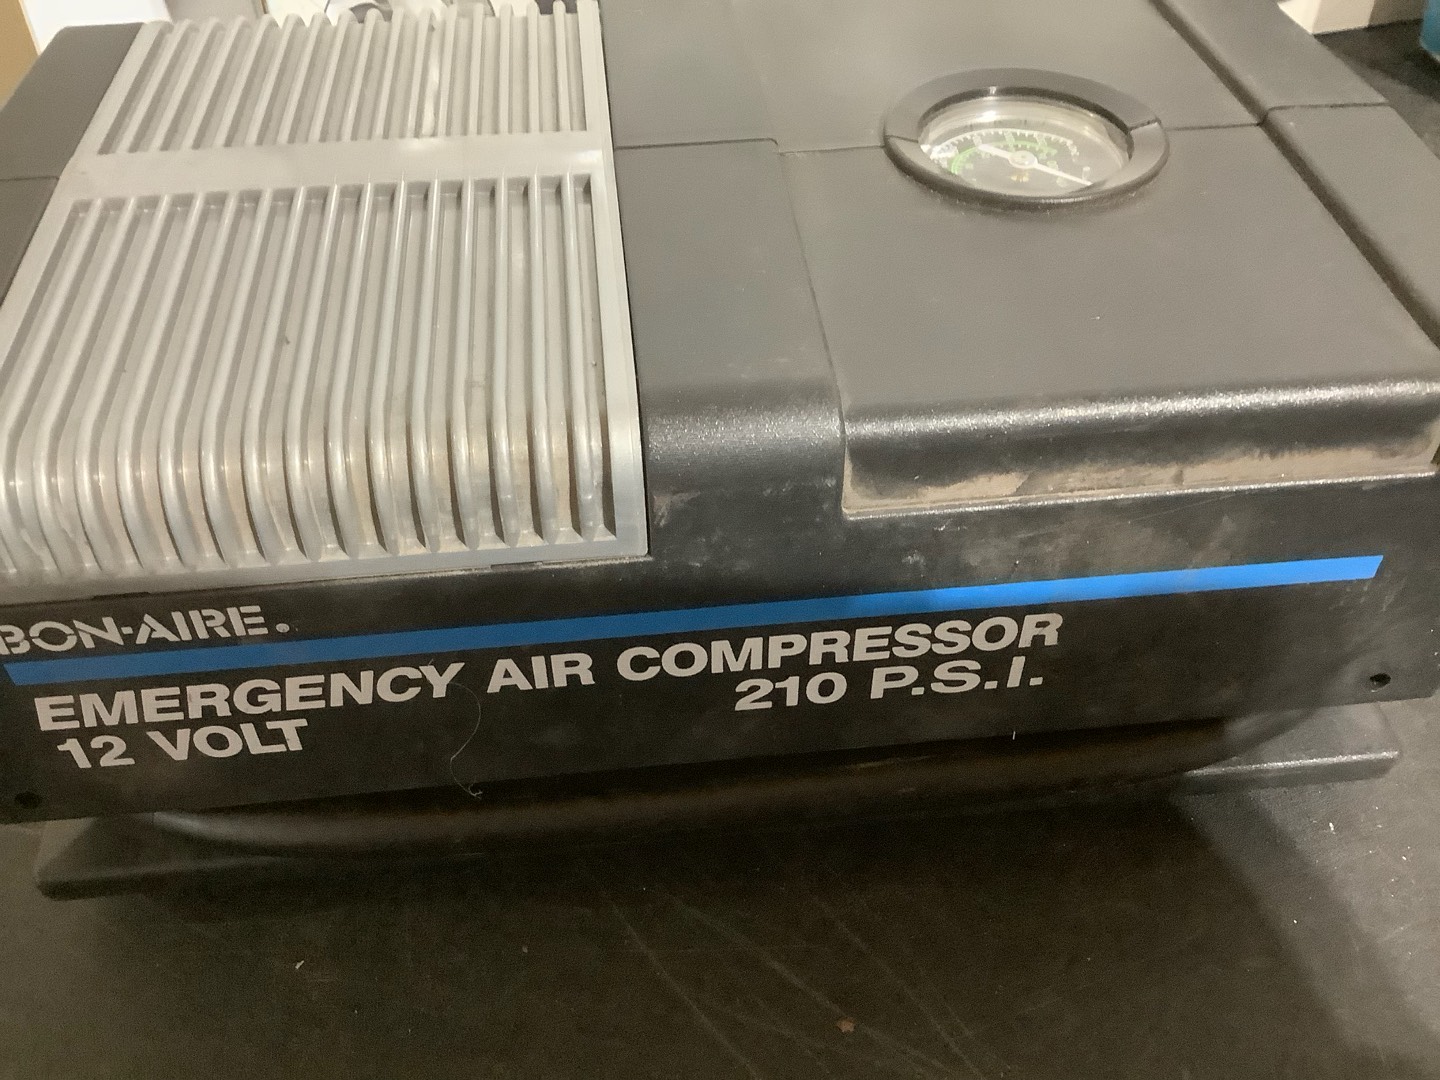 BON-AIRE.
EMERGENCY AIR COMPRESSOR
12 VOLT 210 P.S.I.